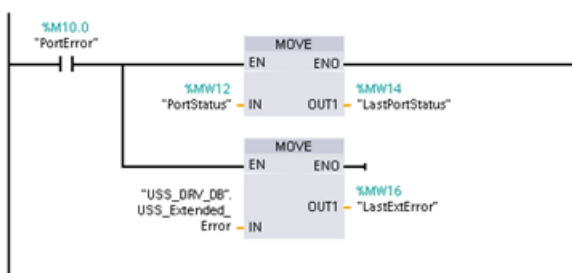 %M10.0
"PortError"
MOVE
EN ENO
%MW12
"PortStatus"
IN OUT1
%MW14
"LastPortStatus"
MOVE
EN ENO
"USS_DRV_DB".
USS_Extended_
Error
IN
OUT1
%MW16
"LastExtError"